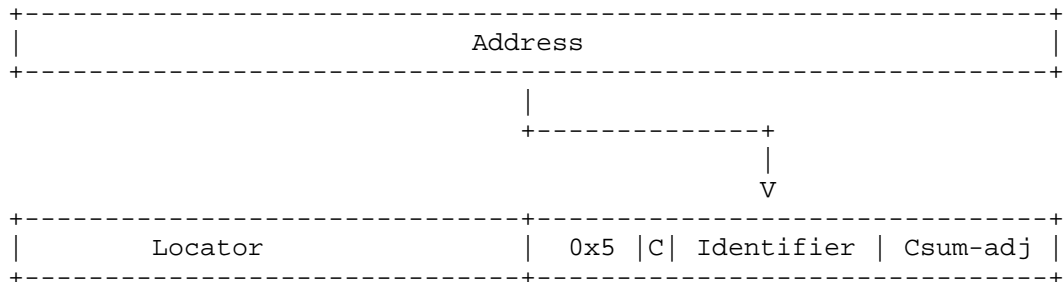 +---------------------------------------------------------------+
|                            Address                            |
+---------------------------------------------------------------+
                                |
                                +--------------+
                                               |
                                               V
+-------------------------------+-------------------------------+
|        Locator                |  0x5 |C| Identifier | Csum-adj |
+-------------------------------+-------------------------------+